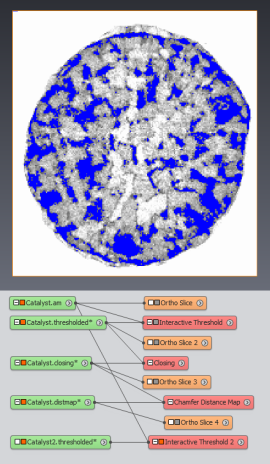 Catalyst.am
Ortho Slice
Catalyst.thresholded*
Interactive Threshold
Ortho Slice 2
Catalyst.closing*
Closing
Ortho Slice 3
Catalyst.distmap*
Chamfer Distance Map
Ortho Slice 4
Catalyst2.thresholded*
Interactive Threshold 2